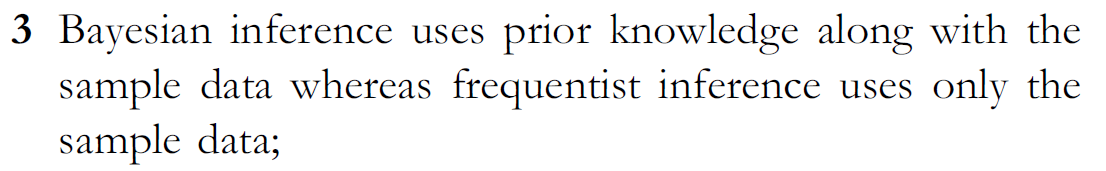 3 Bayesian inference uses prior knowledge along with the
sample data whereas frequentist inference uses only the
sample data;